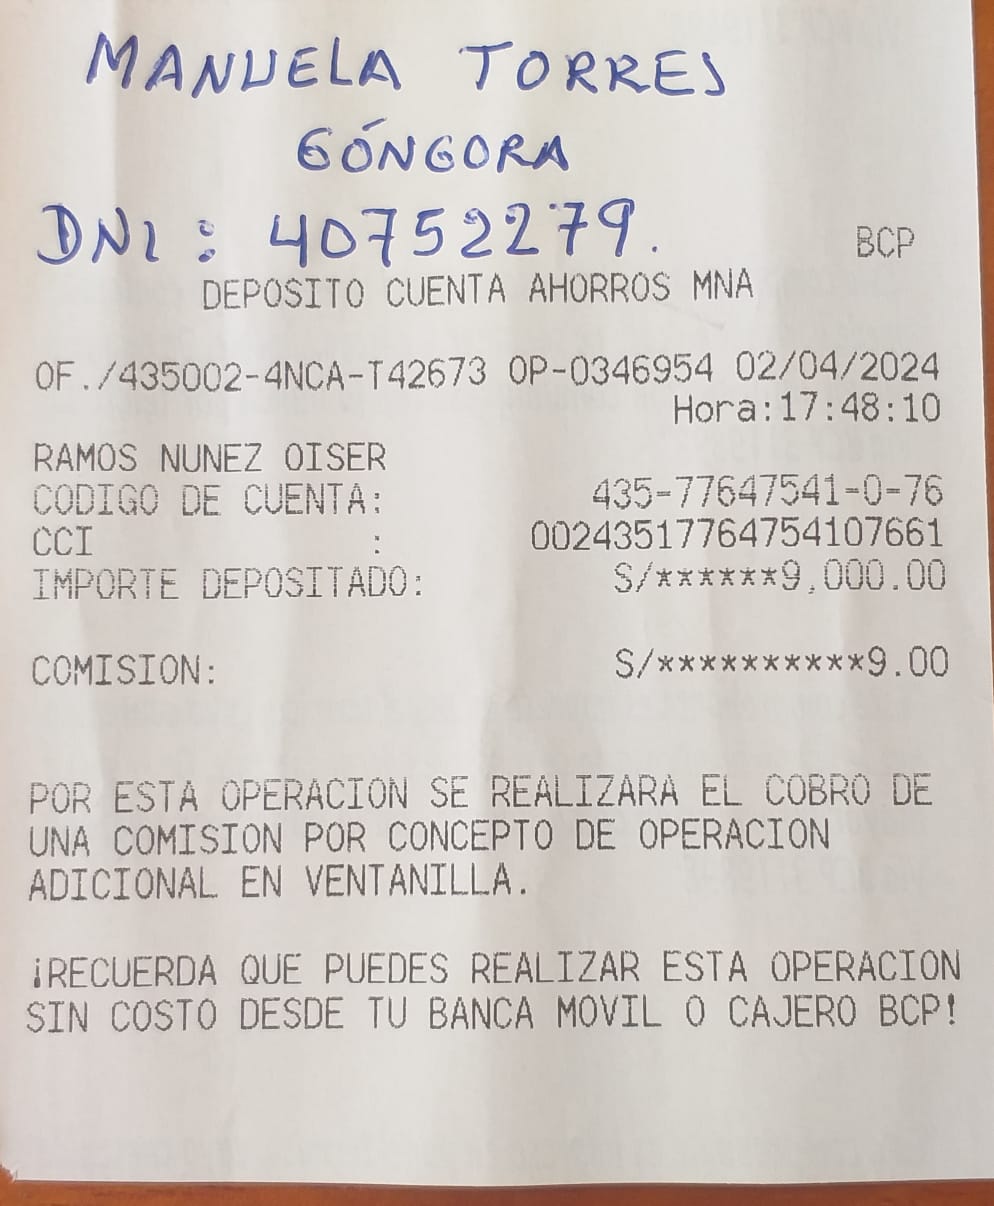 MANUELA TORRES
GÓNGORA
DNI: 40752279.
BCP
DEPOSITO CUENTA AHORROS MNA
OF./435002-4NCA-T42673 OP-0346954 02/04/2024
Hora:17:48:10
RAMOS NUNEZ OISER
CODIGO DE CUENTA: 435-77647541-0-76
CCI : 00243517764754107661
IMPORTE DEPOSITADO: S/******9,000.00
COMISION: S/**********9.00
POR ESTA OPERACION SE REALIZARA EL COBRO DE
UNA COMISION POR CONCEPTO DE OPERACION
ADICIONAL EN VENTANILLA.
¡RECUERDA QUE PUEDES REALIZAR ESTA OPERACION
SIN COSTO DESDE TU BANCA MOVIL O CAJERO BCP!